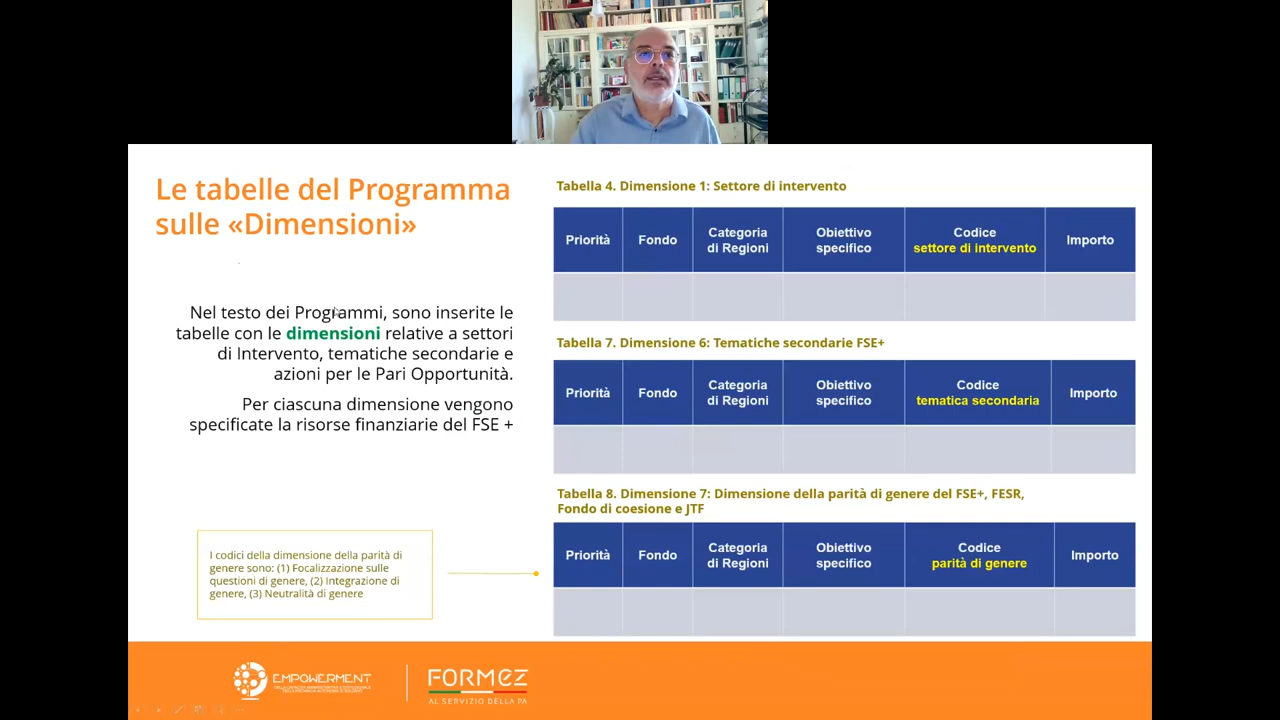 Le tabelle del Programma
sulle «Dimensioni»
Nel testo dei Programmi, sono inserite le
tabelle con le dimensioni relative a settori
di Intervento, tematiche secondarie e
azioni per le Pari Opportunità.
Per ciascuna dimensione vengono
specificate la risorse finanziarie del FSE +
I codici della dimensione della parità di
genere sono: (1) Focalizzazione sulle
questioni di genere, (2) Integrazione di
genere, (3) Neutralità di genere
Tabella 4. Dimensione 1: Settore di intervento
Priorità Fondo Categoria di Regioni Obiettivo specifico Codice settore di intervento Importo
Tabella 7. Dimensione 6: Tematiche secondarie FSE+
Priorità Fondo Categoria di Regioni Obiettivo specifico Codice tematica secondaria Importo
Tabella 8. Dimensione 7: Dimensione della parità di genere del FSE+, FESR,
Fondo di coesione e JTF
Priorità Fondo Categoria di Regioni Obiettivo specifico Codice parità di genere Importo
EMPOWERMENT
FORMEZ
AL SERVIZIO DELLA PA